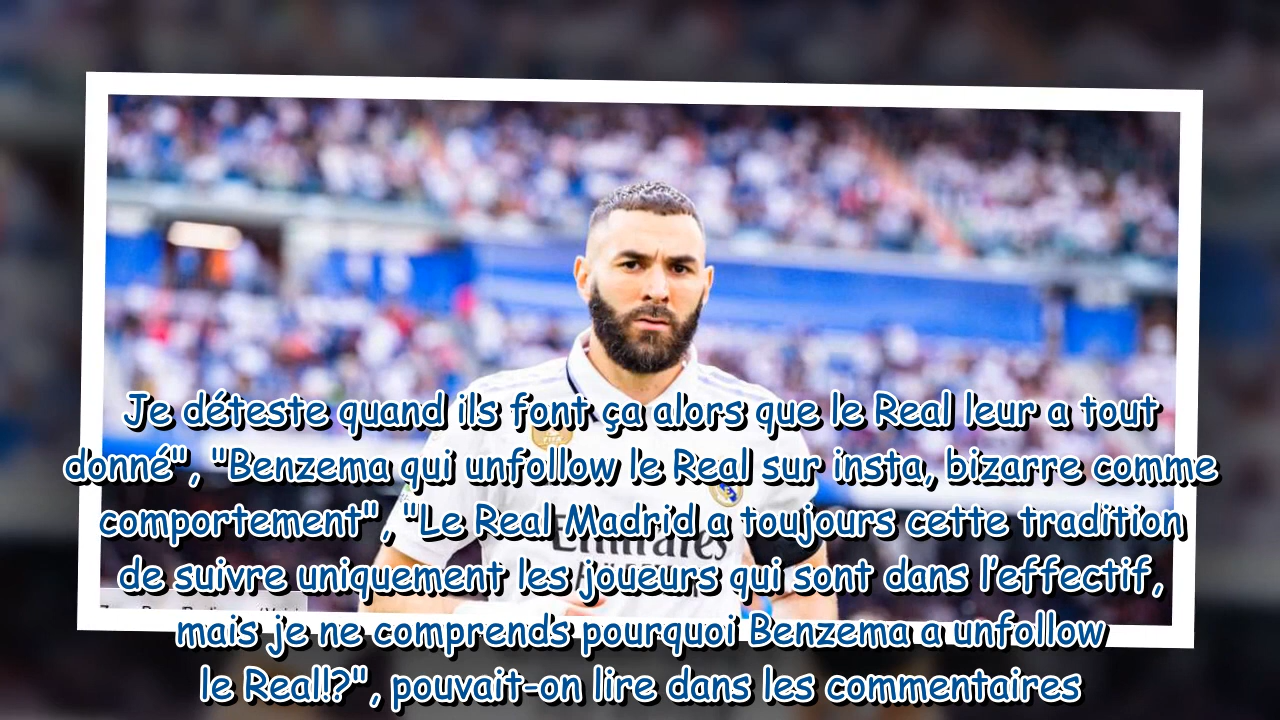 Je déteste quand ils font ça alors que le Real leur a tout
donné", "Benzema qui unfollow le Real sur insta, bizarre comme
comportement", "Le Real Madrid a toujours cette tradition
de suivre uniquement les joueurs qui sont dans l’effectif,
mais je ne comprends pourquoi Benzema a unfollow
le Real!?", pouvait-on lire dans les commentaires
Emirates